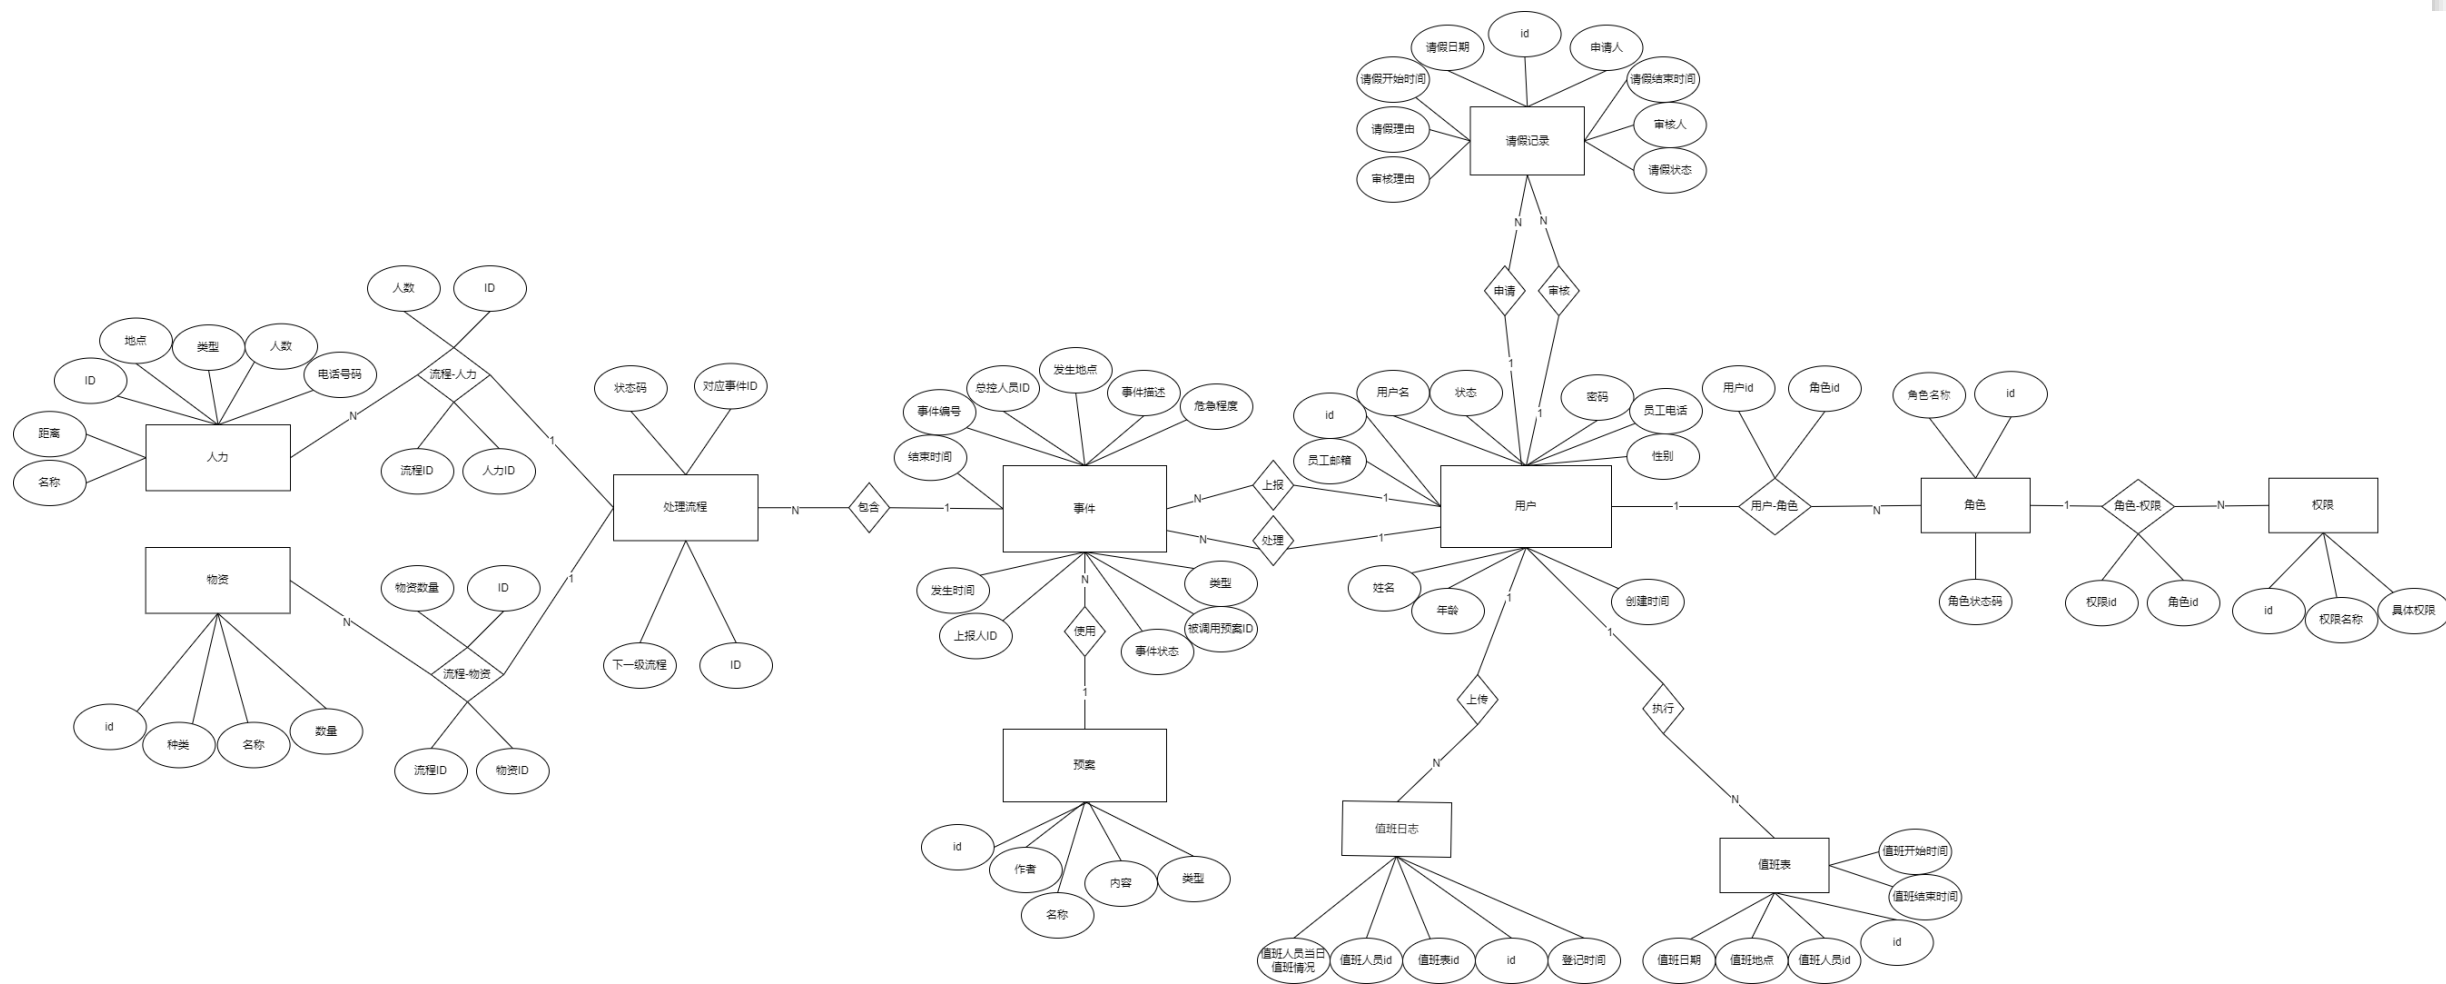 请假日期
id
申请人
请假开始时间
请假结束时间
请假理由
请假记录
审核人
审核理由
请假状态
N
N
申请
审核
1
1
人数
ID
地点
类型
人数
电话号码
ID
流程-人力
N
距离
人力
名称
流程ID
人力ID
1
状态码
对应事件ID
处理流程
下一级流程
ID
N
包含
1
物资
id
种类
名称
数量
N
物资数量
ID
流程-物资
流程ID
物资ID
1
事件编号
总控人员ID
发生地点
事件描述
危急程度
结束时间
事件
发生时间
上报人ID
类型
被调用预案ID
事件状态
N
使用
1
预案
id
作者
名称
内容
类型
N
上报
1
N
处理
1
id
用户名
状态
密码
员工电话
员工邮箱
性别
用户
姓名
年龄
创建时间
1
上传
N
值班日志
值班人员当日
值班情况
值班人员id
值班表id
id
登记时间
1
执行
N
值班表
值班开始时间
值班结束时间
值班日期
值班地点
值班人员id
id
用户id
角色id
1
用户-角色
N
角色名称
id
角色
角色状态码
1
角色-权限
N
权限id
角色id
权限
id
权限名称
具体权限